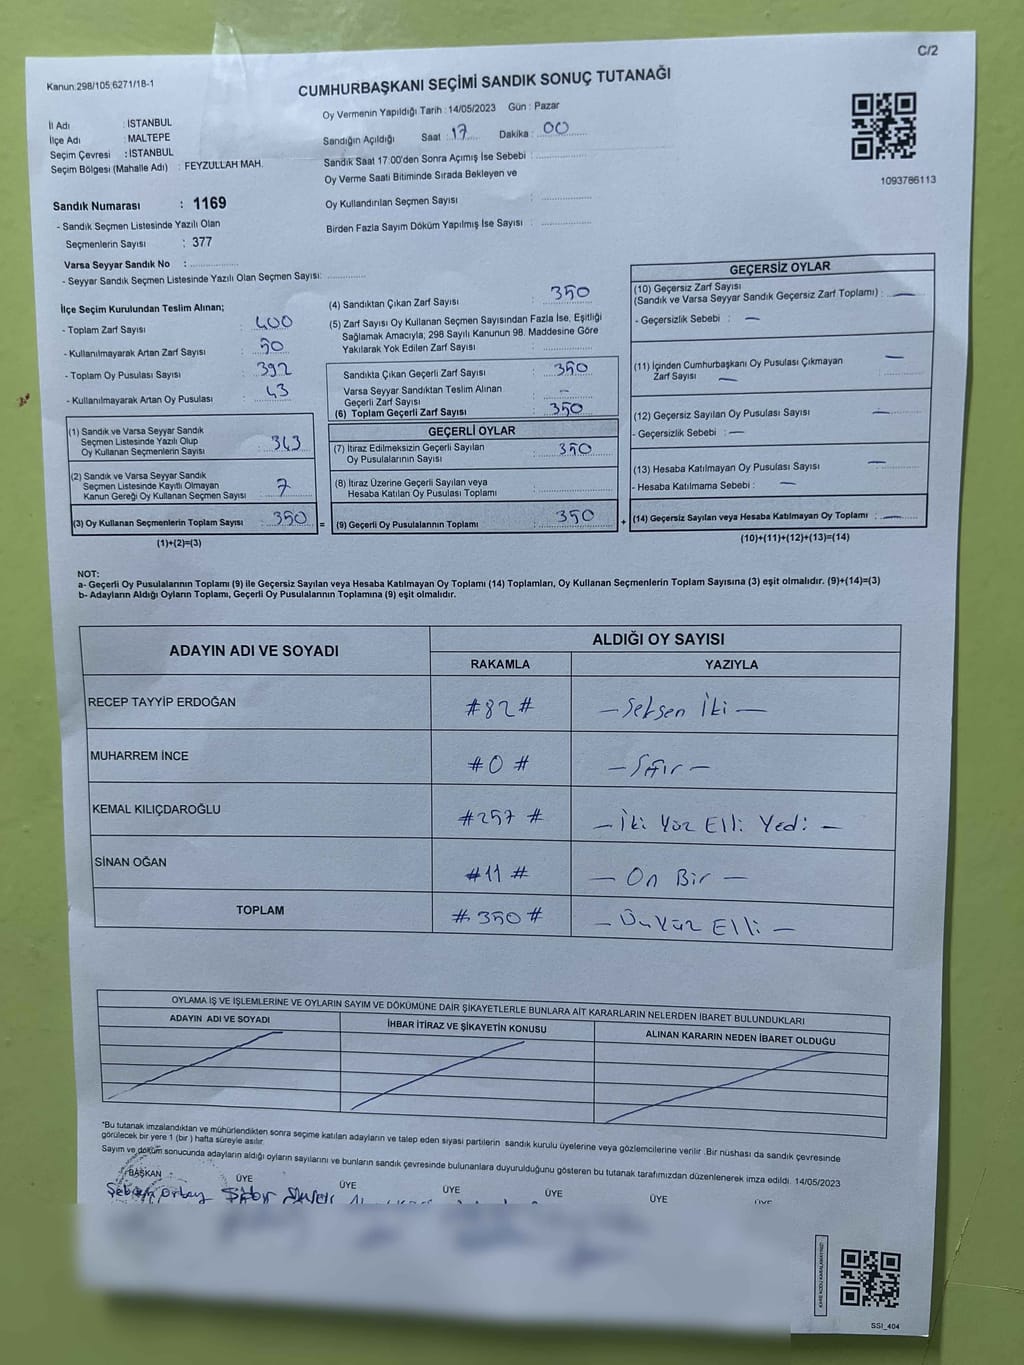 C/2
Kanun:298/105;6271/18-1
CUMHURBAŞKANI SEÇİMİ SANDIK SONUÇ TUTANAĞI
İl Adı : İSTANBUL
İlçe Adı : MALTEPE
Seçim Çevresi : İSTANBUL
Seçim Bölgesi (Mahalle Adı) : FEYZULLAH MAH.
Sandık Numarası : 1169
- Sandık Seçmen Listesinde Yazılı Olan
Seçmenlerin Sayısı : 377
Varsa Seyyar Sandık No :
- Seyyar Sandık Seçmen Listesinde Yazılı Olan Seçmen Sayısı:
Oy Vermenin Yapıldığı Tarih : 14/05/2023 Gün : Pazar
Sandığın Açıldığı Saat : 17 Dakika : 00
Sandık Saat 17:00'den Sonra Açımış İse Sebebi :
Oy Verme Saati Bitiminde Sırada Bekleyen ve
Oy Kullandırılan Seçmen Sayısı :
Birden Fazla Sayım Döküm Yapılmış İse Sayısı :
1093786113
İlçe Seçim Kurulundan Teslim Alınan;
- Toplam Zarf Sayısı : 400
- Kullanılmayarak Artan Zarf Sayısı : 50
- Toplam Oy Pusulası Sayısı : 392
- Kullanılmayarak Artan Oy Pusulası : 43
(1) Sandık ve Varsa Seyyar Sandık
Seçmen Listesinde Yazılı Olup
Oy Kullanan Seçmenlerin Sayısı : 343
(2) Sandık ve Varsa Seyyar Sandık
Seçmen Listesinde Kayıtlı Olmayan
Kanun Gereği Oy Kullanan Seçmen Sayısı : 7
(3) Oy Kullanan Seçmenlerin Toplam Sayısı : 350 =
(1)+(2)=(3)
(4) Sandıktan Çıkan Zarf Sayısı : 350
(5) Zarf Sayısı Oy Kullanan Seçmen Sayısından Fazla İse, Eşitliği
Sağlamak Amacıyla; 298 Sayılı Kanunun 98. Maddesine Göre
Yakılarak Yok Edilen Zarf Sayısı :
Sandıkta Çıkan Geçerli Zarf Sayısı : 350
Varsa Seyyar Sandıktan Teslim Alınan
Geçerli Zarf Sayısı : –
(6) Toplam Geçerli Zarf Sayısı : 350
GEÇERLİ OYLAR
(7) İtiraz Edilmeksizin Geçerli Sayılan
Oy Pusulalarının Sayısı : 350
(8) İtiraz Üzerine Geçerli Sayılan veya
Hesaba Katılan Oy Pusulası Toplamı :
(9) Geçerli Oy Pusulalarının Toplamı : 350 +
GEÇERSİZ OYLAR
(10) Geçersiz Zarf Sayısı
(Sandık ve Varsa Seyyar Sandık Geçersiz Zarf Toplamı) : —
- Geçersizlik Sebebi : —
(11) İçinden Cumhurbaşkanı Oy Pusulası Çıkmayan : —
Zarf Sayısı —
(12) Geçersiz Sayılan Oy Pusulası Sayısı : —
- Geçersizlik Sebebi : —
(13) Hesaba Katılmayan Oy Pusulası Sayısı : —
- Hesaba Katılmama Sebebi : —
(14) Geçersiz Sayılan veya Hesaba Katılmayan Oy Toplamı : —
(10)+(11)+(12)+(13)=(14)
NOT:
a- Geçerli Oy Pusulalarının Toplamı (9) ile Geçersiz Sayılan veya Hesaba Katılmayan Oy Toplamı (14) Toplamları, Oy Kullanan Seçmenlerin Toplam Sayısına (3) eşit olmalıdır. (9)+(14)=(3)
b- Adayların Aldığı Oyların Toplamı, Geçerli Oy Pusulalarının Toplamına (9) eşit olmalıdır.
ADAYIN ADI VE SOYADI
ALDIĞI OY SAYISI
RAKAMLA YAZIYLA
RECEP TAYYİP ERDOĞAN #82# — Seksen İki —
MUHARREM İNCE #0# — Sıfır —
KEMAL KILIÇDAROĞLU #257# — İki Yüz Elli Yedi —
SİNAN OĞAN #11# — On Bir —
TOPLAM #350# — Üç Yüz Elli —
OYLAMA İŞ VE İŞLEMLERİNE VE OYLARIN SAYIM VE DÖKÜMÜNE DAİR ŞİKAYETLERLE BUNLARA AİT KARARLARIN NELERDEN İBARET BULUNDUKLARI
ADAYIN ADI VE SOYADI İHBAR İTİRAZ VE ŞİKAYETİN KONUSU ALINAN KARARIN NEDEN İBARET OLDUĞU
*Bu tutanak imzalandıktan ve mühürlendikten sonra seçime katılan adayların ve talep eden siyasi partilerin sandık kurulu üyelerine veya gözlemcilerine verilir .Bir nüshası da sandık çevresinde
görülecek bir yere 1 (bir ) hafta süreyle asılır.
Sayım ve döküm sonucunda adayların aldığı oyların sayılarını ve bunların sandık çevresinde bulunanlara duyurulduğunu gösteren bu tutanak tarafımızdan düzenlenerek imza edildi. 14/05/2023
BAŞKAN ÜYE ÜYE ÜYE ÜYE ÜYE ÜYE
SSI_404